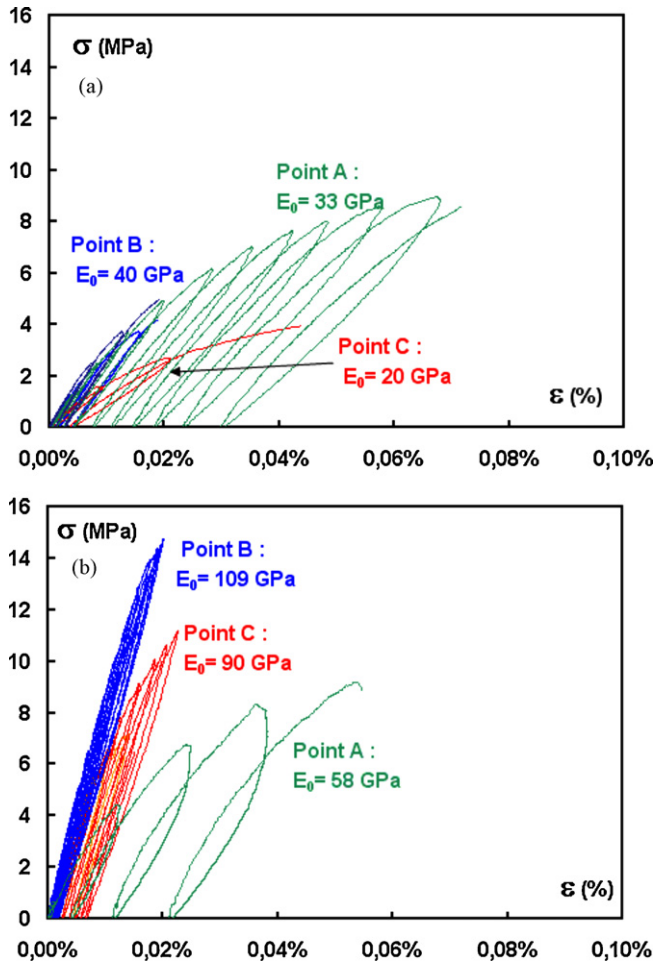 16
σ (MPa)
14
(a)
12
10
Point A :
E₀= 33 GPa
8
Point B :
E₀= 40 GPa
6
4
Point C :
E₀= 20 GPa
2
ε (%)
0
0,00% 0,02% 0,04% 0,06% 0,08% 0,10%
16
σ (MPa)
Point B :
14
(b)
E₀= 109 GPa
12
Point C :
10
E₀= 90 GPa
8
6
Point A :
E₀= 58 GPa
4
2
ε (%)
0
0,00% 0,02% 0,04% 0,06% 0,08% 0,10%